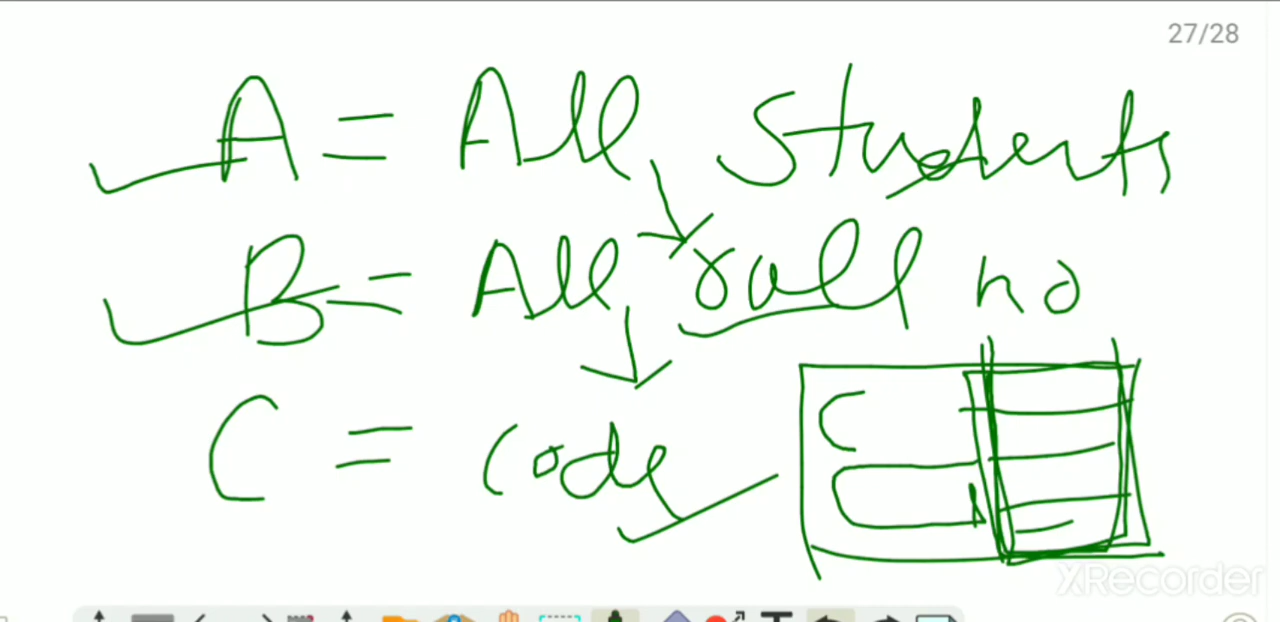 27/28
A = All Students
B = All roll no
C = Code
C
XRecorder